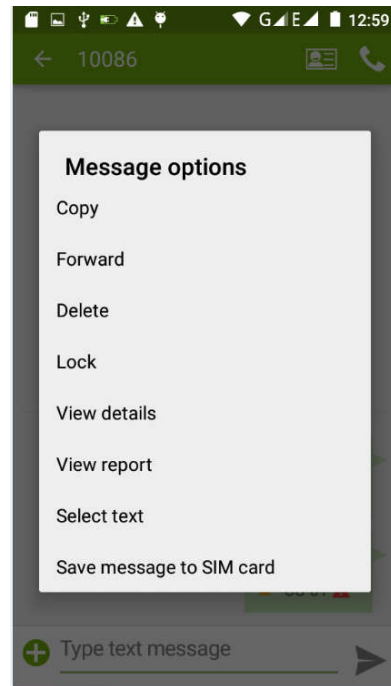 G E 12:59
10086
Message options
Copy
Forward
Delete
Lock
View details
View report
Select text
Save message to SIM card
Type text message